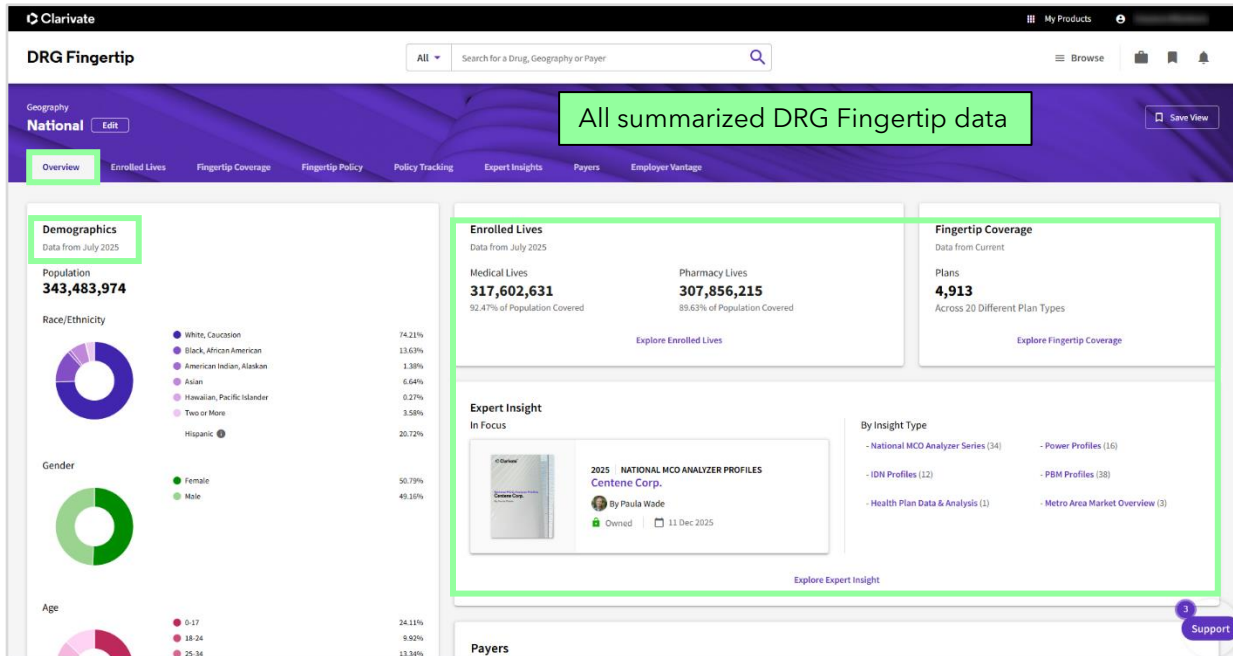 Clarivate
My Products
DRG Fingertip
All
Search for a Drug, Geography or Payer
Browse
Geography
National
Edit
All summarized DRG Fingertip data
Save View
Overview
Enrolled Lives
Fingertip Coverage
Fingertip Policy
Policy Tracking
Expert Insights
Payers
Employer Vantage
Demographics
Data from July 2025
Population
343,483,974
Race/Ethnicity
White, Caucasion 74.21%
Black, African American 13.63%
American Indian, Alaskan 1.38%
Asian 6.64%
Hawaiian, Pacific Islander 0.27%
Two or More 3.58%
Hispanic 20.72%
Gender
Female 50.79%
Male 49.16%
Age
0-17 24.11%
18-24 9.92%
25-34 13.34%
Enrolled Lives
Data from July 2025
Medical Lives
317,602,631
92.47% of Population Covered
Pharmacy Lives
307,856,215
89.63% of Population Covered
Explore Enrolled Lives
Fingertip Coverage
Data from Current
Plans
4,913
Across 20 Different Plan Types
Explore Fingertip Coverage
Expert Insight
In Focus
Clarivate
Centene Corp.
2025 | NATIONAL MCO ANALYZER PROFILES
Centene Corp.
By Paula Wade
Owned | 11 Dec 2025
By Insight Type
- National MCO Analyzer Series (34)
- Power Profiles (16)
- IDN Profiles (12)
- PBM Profiles (38)
- Health Plan Data & Analysis (1)
- Metro Area Market Overview (3)
Explore Expert Insight
Payers
3
Support